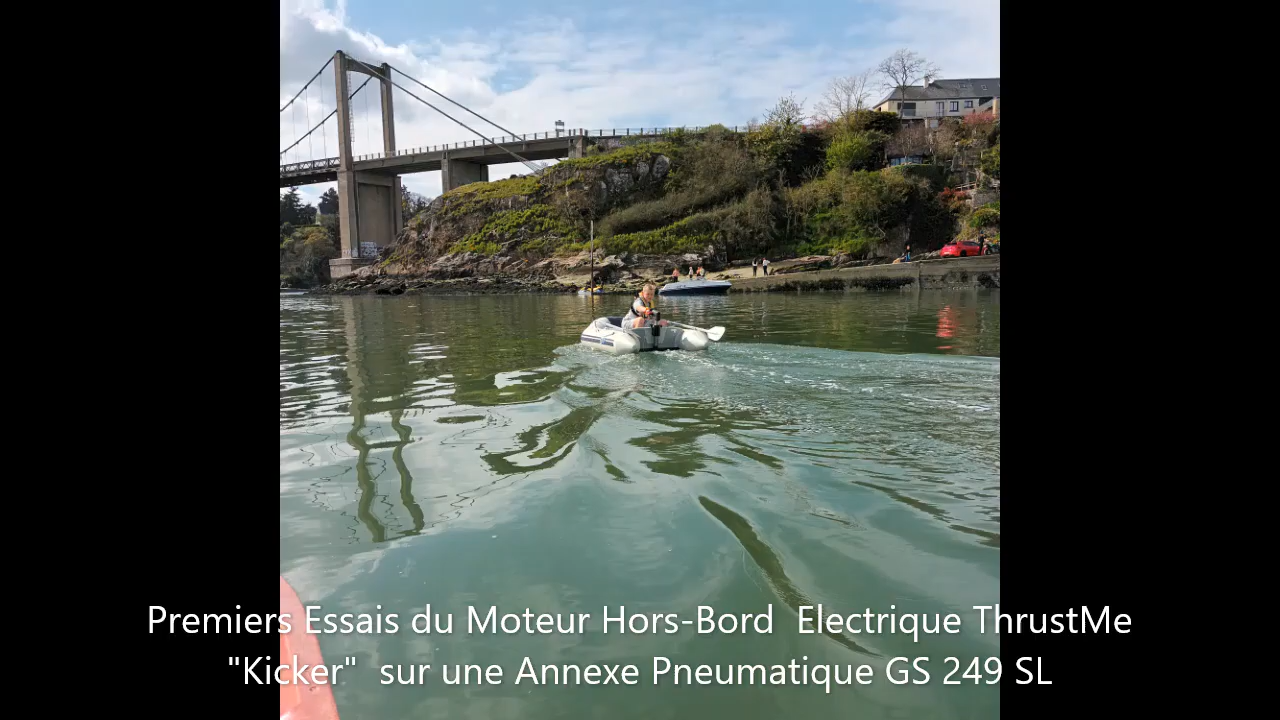 Premiers Essais du Moteur Hors-Bord  Electrique ThrustMe
"Kicker"  sur une Annexe Pneumatique GS 249 SL